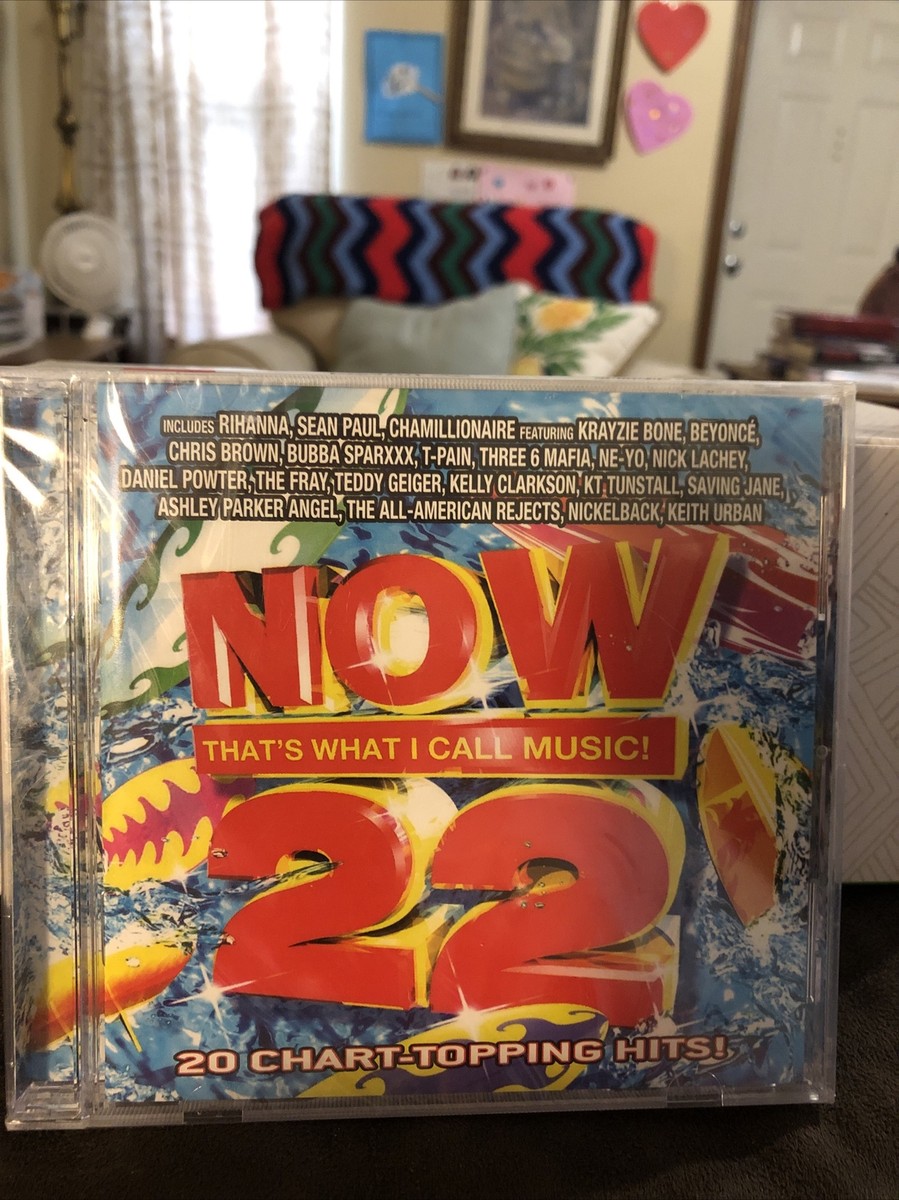 INCLUDES RIHANNA, SEAN PAUL, CHAMILLIONAIRE FEATURING KRAYZIE BONE, BEYONCÉ,
CHRIS BROWN, BUBBA SPARXXX, T-PAIN, THREE 6 MAFIA, NE-YO, NICK LACHEY,
DANIEL POWTER, THE FRAY, TEDDY GEIGER, KELLY CLARKSON, KT TUNSTALL, SAVING JANE,
ASHLEY PARKER ANGEL, THE ALL-AMERICAN REJECTS, NICKELBACK, KEITH URBAN
NOW
THAT'S WHAT I CALL MUSIC!
22
20 CHART-TOPPING HITS!